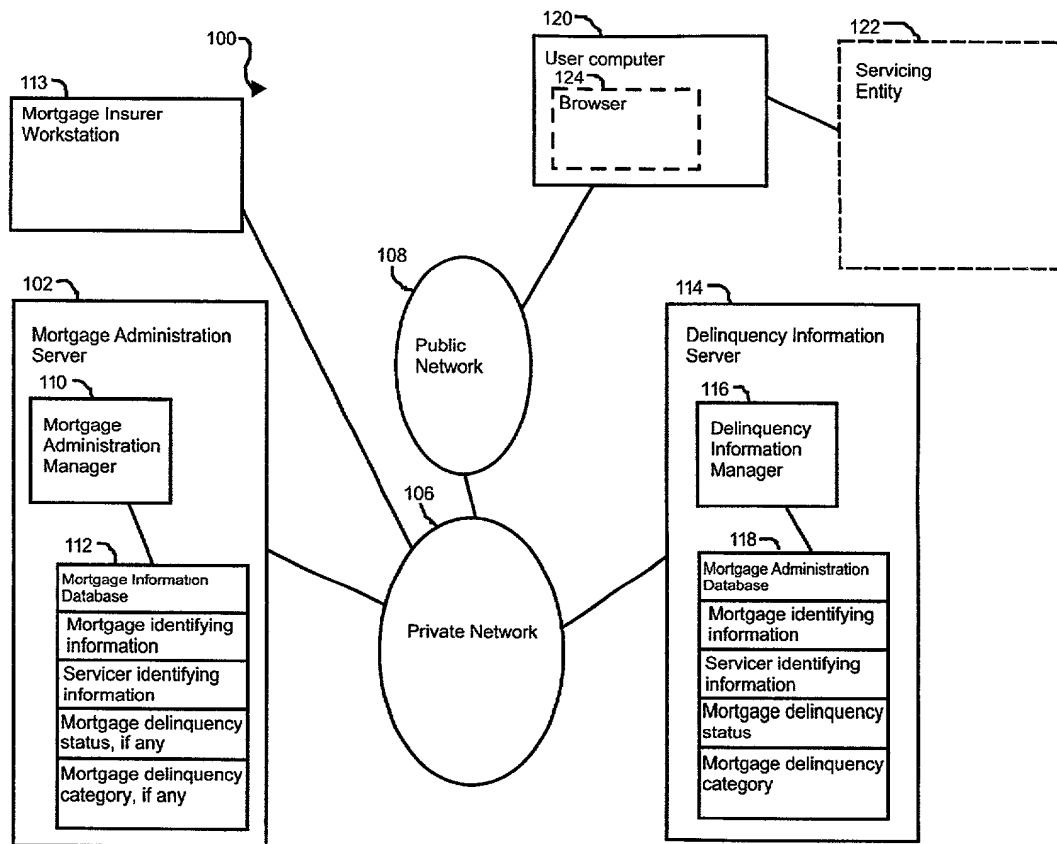 100
113
Mortgage Insurer
Workstation
120
User computer
124
Browser
122
Servicing
Entity
108
Public
Network
102
Mortgage Administration
Server
110
Mortgage
Administration
Manager
112
Mortgage Information
Database
Mortgage identifying
information
Servicer identifying
information
Mortgage delinquency
status, if any
Mortgage delinquency
category, if any
106
Private Network
114
Delinquency Information
Server
116
Delinquency
Information
Manager
118
Mortgage Administration
Database
Mortgage identifying
information
Servicer identifying
information
Mortgage delinquency
status
Mortgage delinquency
category